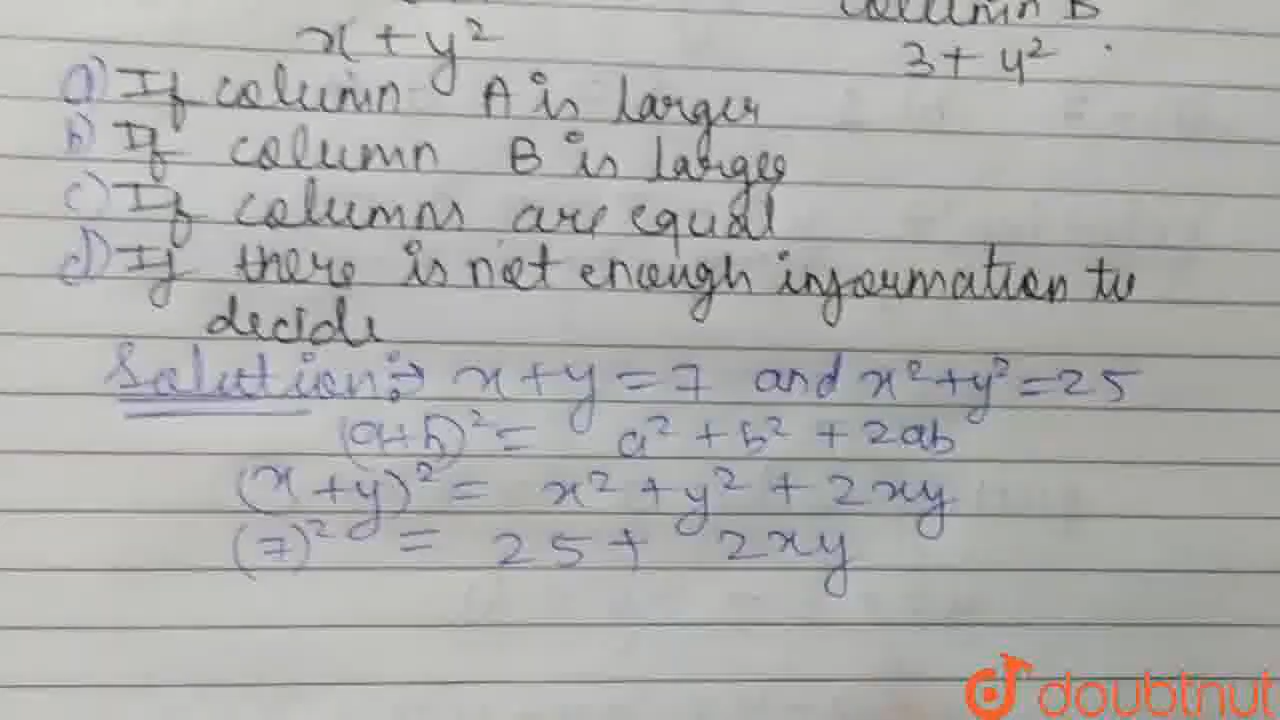 column B
x + y² 3 + y²
a) If column A is larger
b) If column B is larger
c) If columns are equal
d) If there is not enough information to
decide
Solution :→ x + y = 7 and x² + y² = 25
(a+b)² = a² + b² + 2ab
(x + y)² = x² + y² + 2xy
(7)² = 25 + 2xy
doubtnut